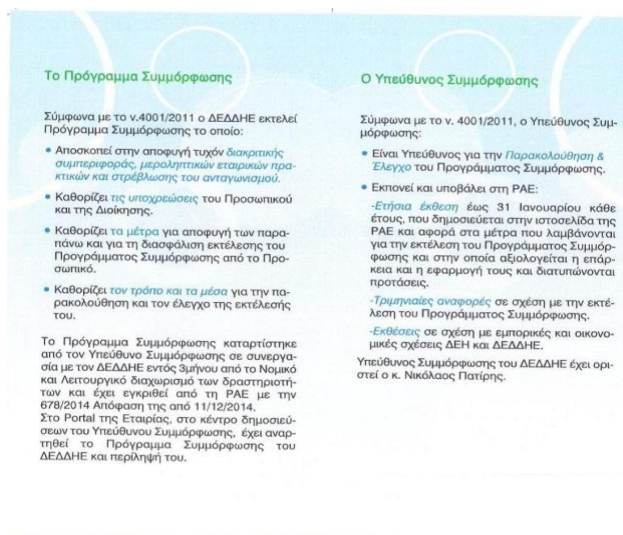 Το Πρόγραμμα Συμμόρφωσης
Σύμφωνα με το ν.4001/2011 ο ΔΕΔΔΗΕ εκτελεί
Πρόγραμμα Συμμόρφωσης το οποίο:
• Αποσκοπεί στην αποφυγή τυχόν διακριτικής
συμπεριφοράς, μεροληπτικών εταιρικών πρα-
κτικών και στρέβλωσης του ανταγωνισμού.
• Καθορίζει τις υποχρεώσεις του Προσωπικού
και της Διοίκησης.
• Καθορίζει τα μέτρα για αποφυγή των παρα-
πάνω και για τη διασφάλιση εκτέλεσης του
Προγράμματος Συμμόρφωσης από το Προ-
σωπικό.
• Καθορίζει τον τρόπο και τα μέσα για την πα-
ρακολούθηση και τον έλεγχο της εκτέλεσής
του.
Το Πρόγραμμα Συμμόρφωσης καταρτίστηκε
από τον Υπεύθυνο Συμμόρφωσης σε συνεργα-
σία με τον ΔΕΔΔΗΕ εντός 3μήνου από το Νομικό
και Λειτουργικό διαχωρισμό των δραστηριοτή-
των και έχει εγκριθεί από τη ΡΑΕ με την
678/2014 Απόφαση της από 11/12/2014.
Στο Portal της Εταιρίας, στο κέντρο δημοσιεύ-
σεων του Υπευθύνου Συμμόρφωσης, έχει αναρ-
τηθεί το Πρόγραμμα Συμμόρφωσης του
ΔΕΔΔΗΕ και περίληψή του.
Ο Υπεύθυνος Συμμόρφωσης
Σύμφωνα με το ν. 4001/2011, ο Υπεύθυνος Συμ-
μόρφωσης:
• Είναι Υπεύθυνος για την Παρακολούθηση &
Έλεγχο του Προγράμματος Συμμόρφωσης.
• Εκπονεί και υποβάλει στη ΡΑΕ:
-Ετήσια έκθεση έως 31 Ιανουαρίου κάθε
έτους, που δημοσιεύεται στην ιστοσελίδα της
ΡΑΕ και αφορά στα μέτρα που λαμβάνονται
για την εκτέλεση του Προγράμματος Συμμόρ-
φωσης και στην οποία αξιολογείται η επάρ-
κεια και η εφαρμογή τους και διατυπώνονται
προτάσεις.
-Τριμηνιαίες αναφορές σε σχέση με την εκτέ-
λεση του Προγράμματος Συμμόρφωσης.
-Εκθέσεις σε σχέση με εμπορικές και οικονο-
μικές σχέσεις ΔΕΗ και ΔΕΔΔΗΕ.
Υπεύθυνος Συμμόρφωσης του ΔΕΔΔΗΕ έχει ορι-
στεί ο κ. Νικόλαος Πατίρης.